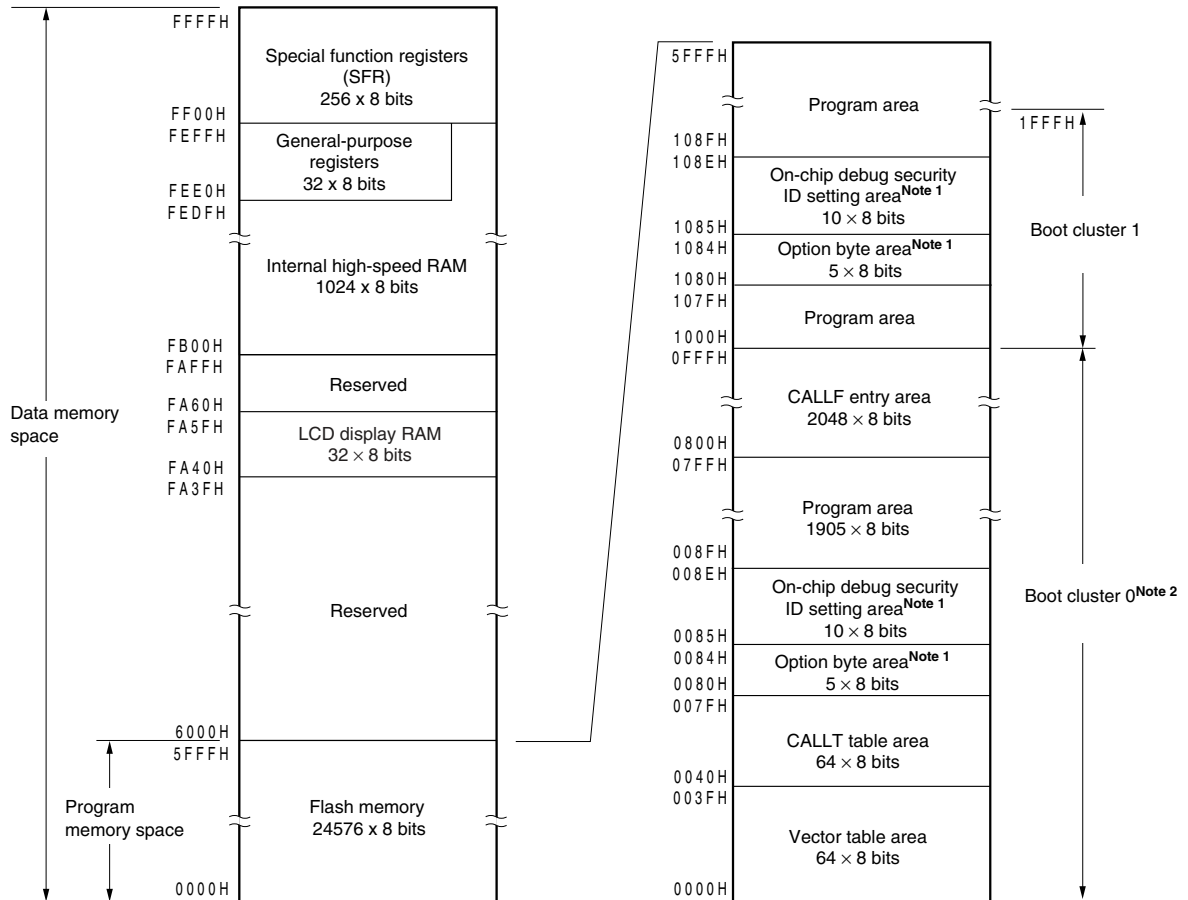 Data memory
space
Program
memory space
FFFFH
Special function registers
(SFR)
256 x 8 bits
FF00H
FEFFH
General-purpose
registers
32 x 8 bits
FEE0H
FEDFH
Internal high-speed RAM
1024 x 8 bits
FB00H
FAFFH
Reserved
FA60H
FA5FH
LCD display RAM
32 × 8 bits
FA40H
FA3FH
Reserved
6000H
5FFFH
Flash memory
24576 x 8 bits
0000H
5FFFH
Program area
108FH
108EH
On-chip debug security
ID setting areaNote 1
10 × 8 bits
1085H
1084H
Option byte areaNote 1
5 × 8 bits
1080H
107FH
Program area
1000H
0FFFH
CALLF entry area
2048 × 8 bits
0800H
07FFH
Program area
1905 × 8 bits
008FH
008EH
On-chip debug security
ID setting areaNote 1
10 × 8 bits
0085H
0084H
Option byte areaNote 1
5 × 8 bits
0080H
007FH
CALLT table area
64 × 8 bits
0040H
003FH
Vector table area
64 × 8 bits
0000H
1FFFH
Boot cluster 1
Boot cluster 0Note 2